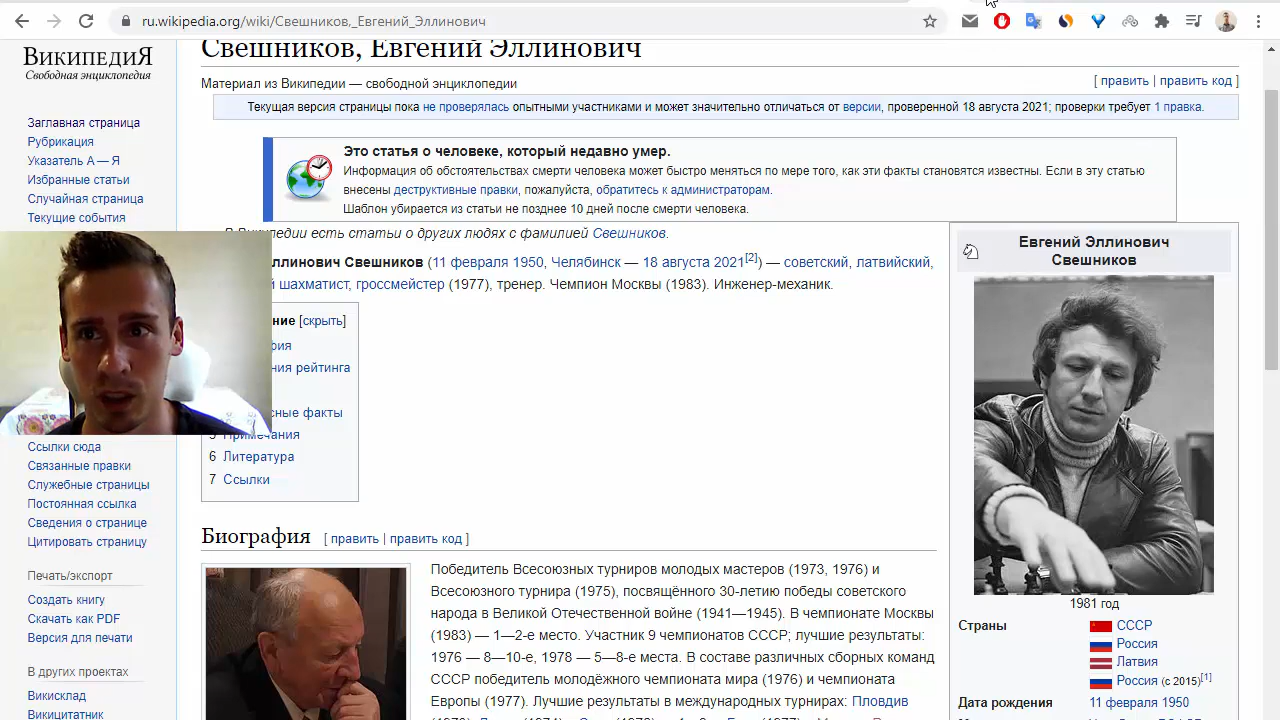 ru.wikipedia.org/wiki/Свешников,_Евгений_Эллинович
ВикипедиЯ
Свободная энциклопедия
Заглавная страница
Рубрикация
Указатель А — Я
Избранные статьи
Случайная страница
Текущие события
Ссылки сюда
Связанные правки
Служебные страницы
Постоянная ссылка
Сведения о странице
Цитировать страницу
Печать/экспорт
Создать книгу
Скачать как PDF
Версия для печати
В других проектах
Викисклад
Викицитатник
Свешников, Евгений Эллинович
Материал из Википедии — свободной энциклопедии
[ править | править код ]
Текущая версия страницы пока не проверялась опытными участниками и может значительно отличаться от версии, проверенной 18 августа 2021; проверки требует 1 правка.
Это статья о человеке, который недавно умер.
Информация об обстоятельствах смерти человека может быстро меняться по мере того, как эти факты становятся известны. Если в эту статью
внесены деструктивные правки, пожалуйста, обратитесь к администраторам.
Шаблон убирается из статьи не позднее 10 дней после смерти человека.
В Википедии есть статьи о других людях с фамилией Свешников.
ллинович Свешников (11 февраля 1950, Челябинск — 18 августа 2021[2]) — советский, латвийский,
шахматист, гроссмейстер (1977), тренер. Чемпион Москвы (1983). Инженер-механик.
ние [скрыть]
рия
ния рейтинга
сные факты
5 Примечания
6 Литература
7 Ссылки
Биография [ править | править код ]
Победитель Всесоюзных турниров молодых мастеров (1973, 1976) и
Всесоюзного турнира (1975), посвящённого 30-летию победы советского
народа в Великой Отечественной войне (1941—1945). В чемпионате Москвы
(1983) — 1—2-е место. Участник 9 чемпионатов СССР; лучшие результаты:
1976 — 8—10-е, 1978 — 5—8-е места. В составе различных сборных команд
СССР победитель молодёжного чемпионата мира (1976) и чемпионата
Европы (1977). Лучшие результаты в международных турнирах: Пловдив
Евгений Эллинович
Свешников
1981 год
Страны
СССР
Россия
Латвия
Россия (с 2015)[1]
Дата рождения 11 февраля 1950